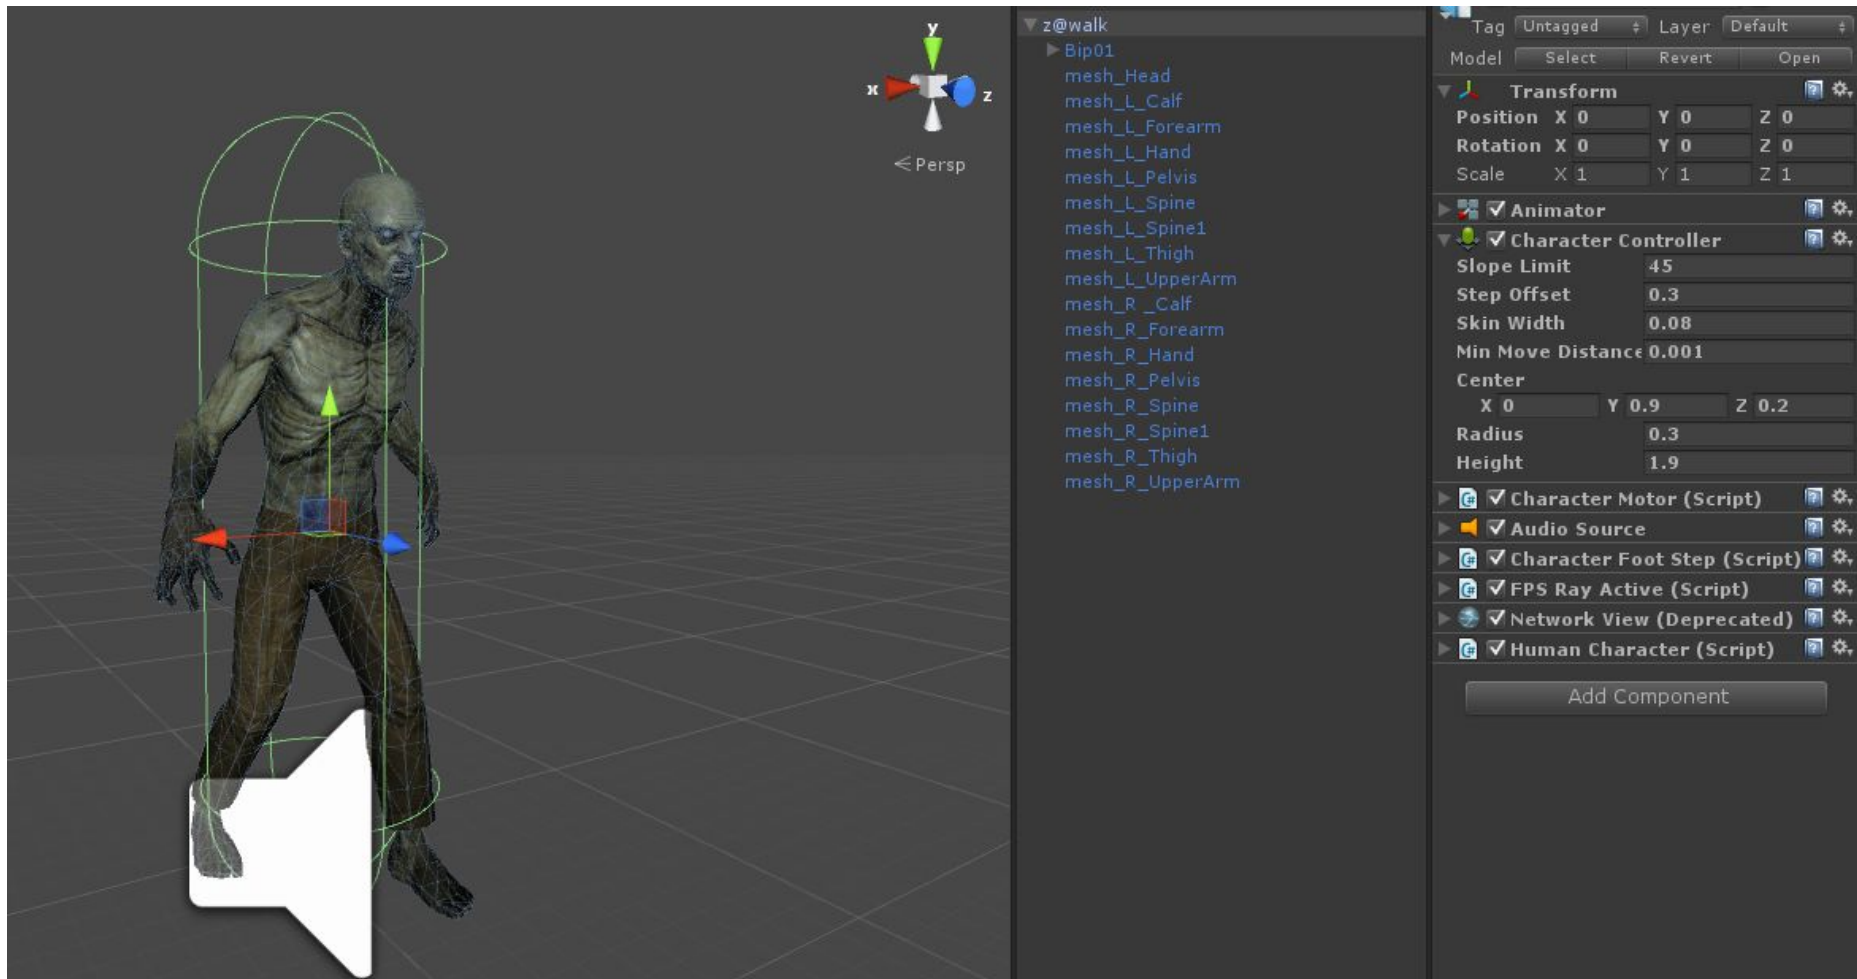 y
x
z
Persp
z@walk
Bip01
mesh_Head
mesh_L_Calf
mesh_L_Forearm
mesh_L_Hand
mesh_L_Pelvis
mesh_L_Spine
mesh_L_Spine1
mesh_L_Thigh
mesh_L_UpperArm
mesh_R _Calf
mesh_R_Forearm
mesh_R_Hand
mesh_R_Pelvis
mesh_R_Spine
mesh_R_Spine1
mesh_R_Thigh
mesh_R_UpperArm
Tag Untagged Layer Default
Model Select Revert Open
Transform
Position X 0 Y 0 Z 0
Rotation X 0 Y 0 Z 0
Scale X 1 Y 1 Z 1
Animator
Character Controller
Slope Limit 45
Step Offset 0.3
Skin Width 0.08
Min Move Distance 0.001
Center
X 0 Y 0.9 Z 0.2
Radius 0.3
Height 1.9
C# Character Motor (Script)
Audio Source
C# Character Foot Step (Script)
C# FPS Ray Active (Script)
Network View (Deprecated)
C# Human Character (Script)
Add Component